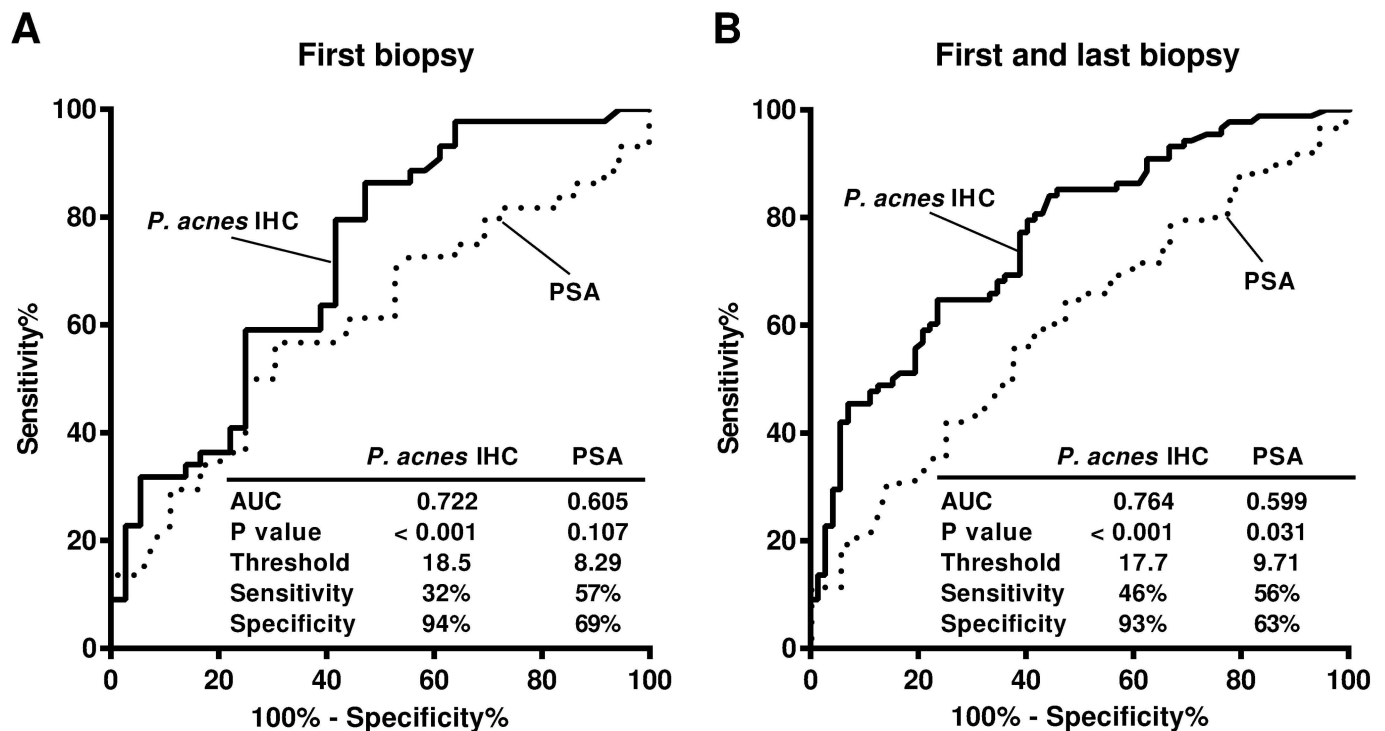 A
First biopsy
Sensitivity%
100
80
60
40
20
0
P. acnes IHC
PSA
P. acnes IHC PSA
AUC 0.722 0.605
P value < 0.001 0.107
Threshold 18.5 8.29
Sensitivity 32% 57%
Specificity 94% 69%
0 20 40 60 80 100
100% - Specificity%
B
First and last biopsy
Sensitivity%
100
80
60
40
20
0
P. acnes IHC
PSA
P. acnes IHC PSA
AUC 0.764 0.599
P value < 0.001 0.031
Threshold 17.7 9.71
Sensitivity 46% 56%
Specificity 93% 63%
0 20 40 60 80 100
100% - Specificity%